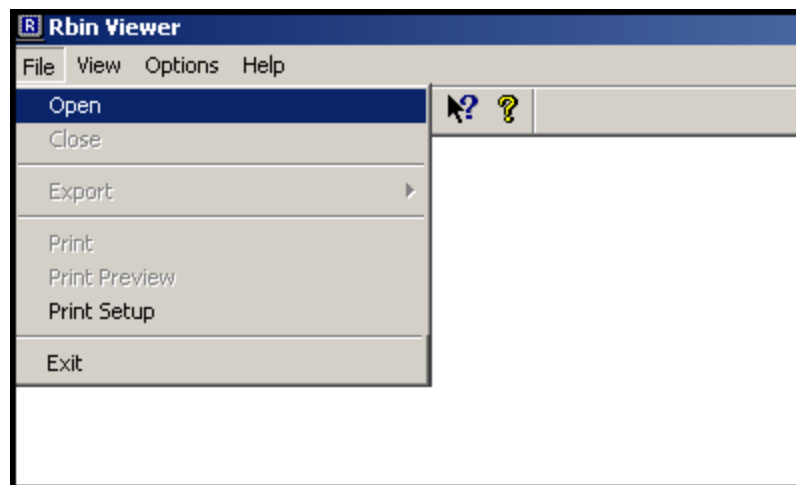 R Rbin Viewer
File View Options Help
Open
? ?
Close
Export
Print
Print Preview
Print Setup
Exit